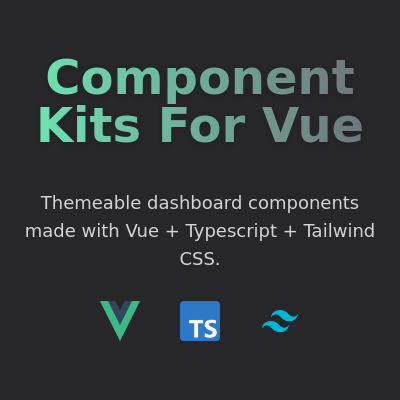 Component
Kits For Vue
Themeable dashboard components
made with Vue + Typescript + Tailwind
CSS.
TS